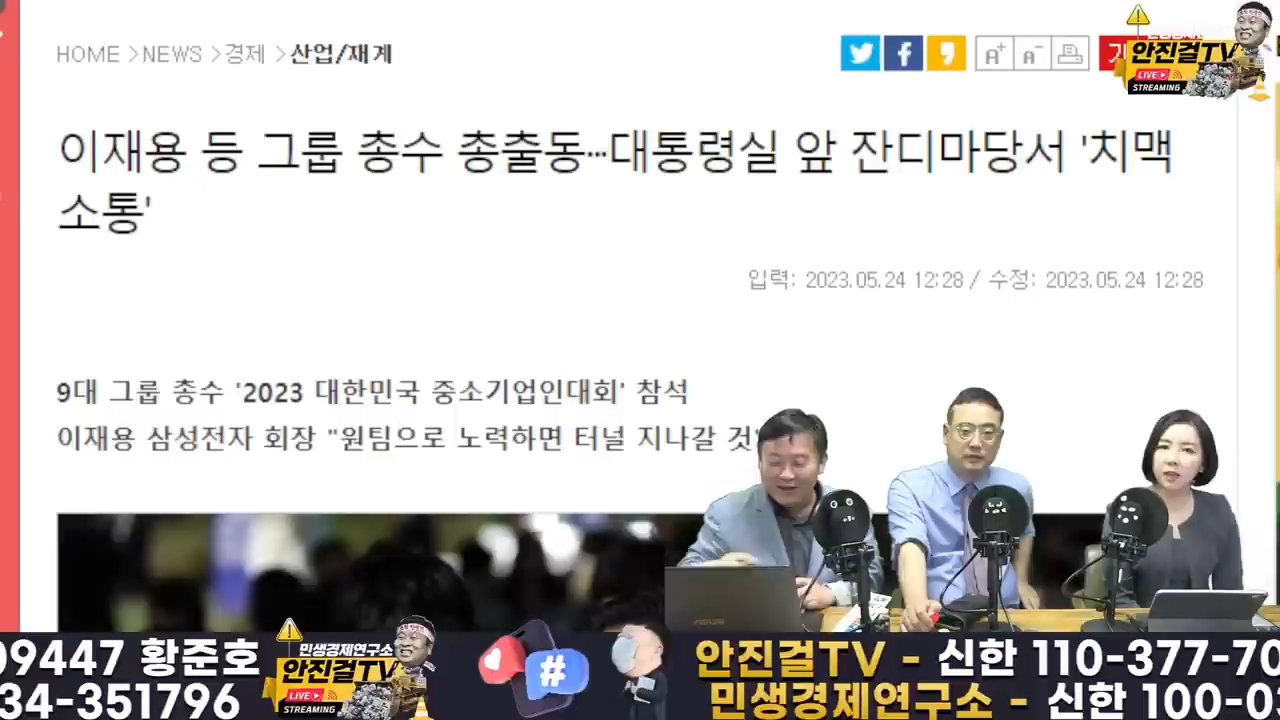 HOME >NEWS >경제 >산업/재계
이재용 등 그룹 총수 총출동…대통령실 앞 잔디마당서 '치맥
소통'
입력: 2023.05.24 12:28 / 수정: 2023.05.24 12:28
9대 그룹 총수 '2023 대한민국 중소기업인대회' 참석
이재용 삼성전자 회장 "원팀으로 노력하면 터널 지나갈 것"
안진걸TV
LIVE
STREAMING
09447 황준호
34-351796
민생경제연구소
안진걸TV
LIVE
STREAMING
#
안진걸TV - 신한 110-377-70
민생경제연구소 - 신한 100-03